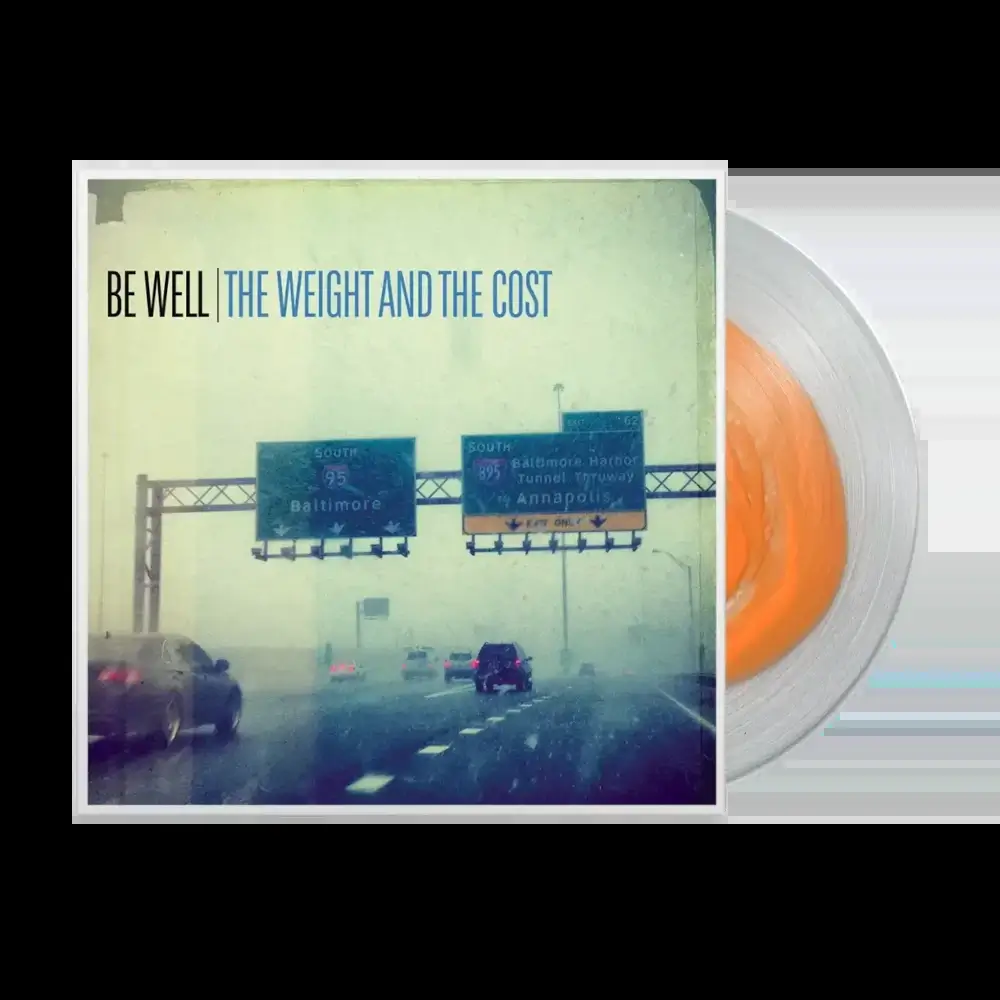 BE WELL | THE WEIGHT AND THE COST
62
SOUTH
95
Baltimore
SOUTH
895
Baltimore Harbor
Tunnel Thruway
Annapolis
EXIT ONLY